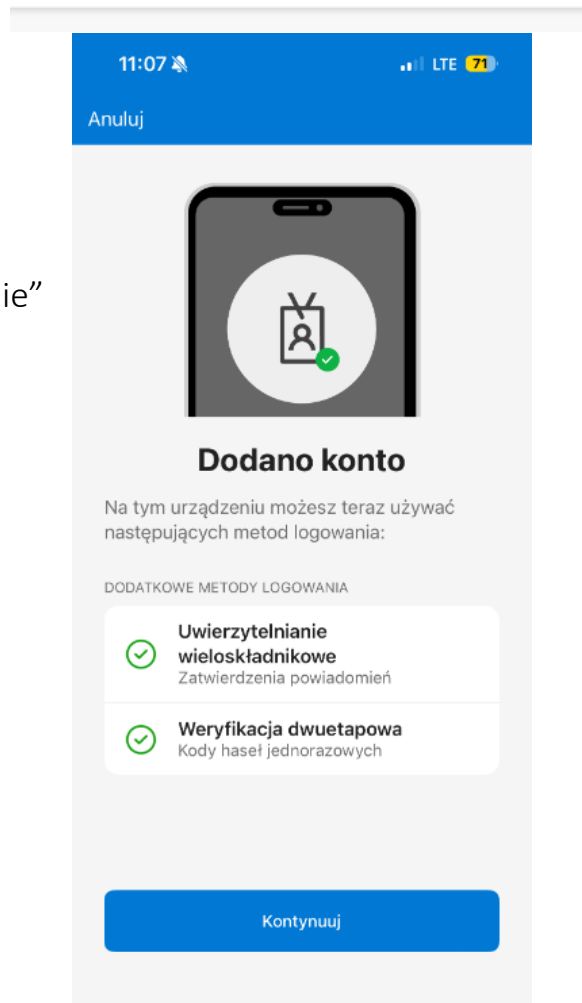 11:07 LTE 71
Anuluj
ie”
Dodano konto
Na tym urządzeniu możesz teraz używać
następujących metod logowania:
DODATKOWE METODY LOGOWANIA
Uwierzytelnianie
wieloskładnikowe
Zatwierdzenia powiadomień
Weryfikacja dwuetapowa
Kody haseł jednorazowych
Kontynuuj